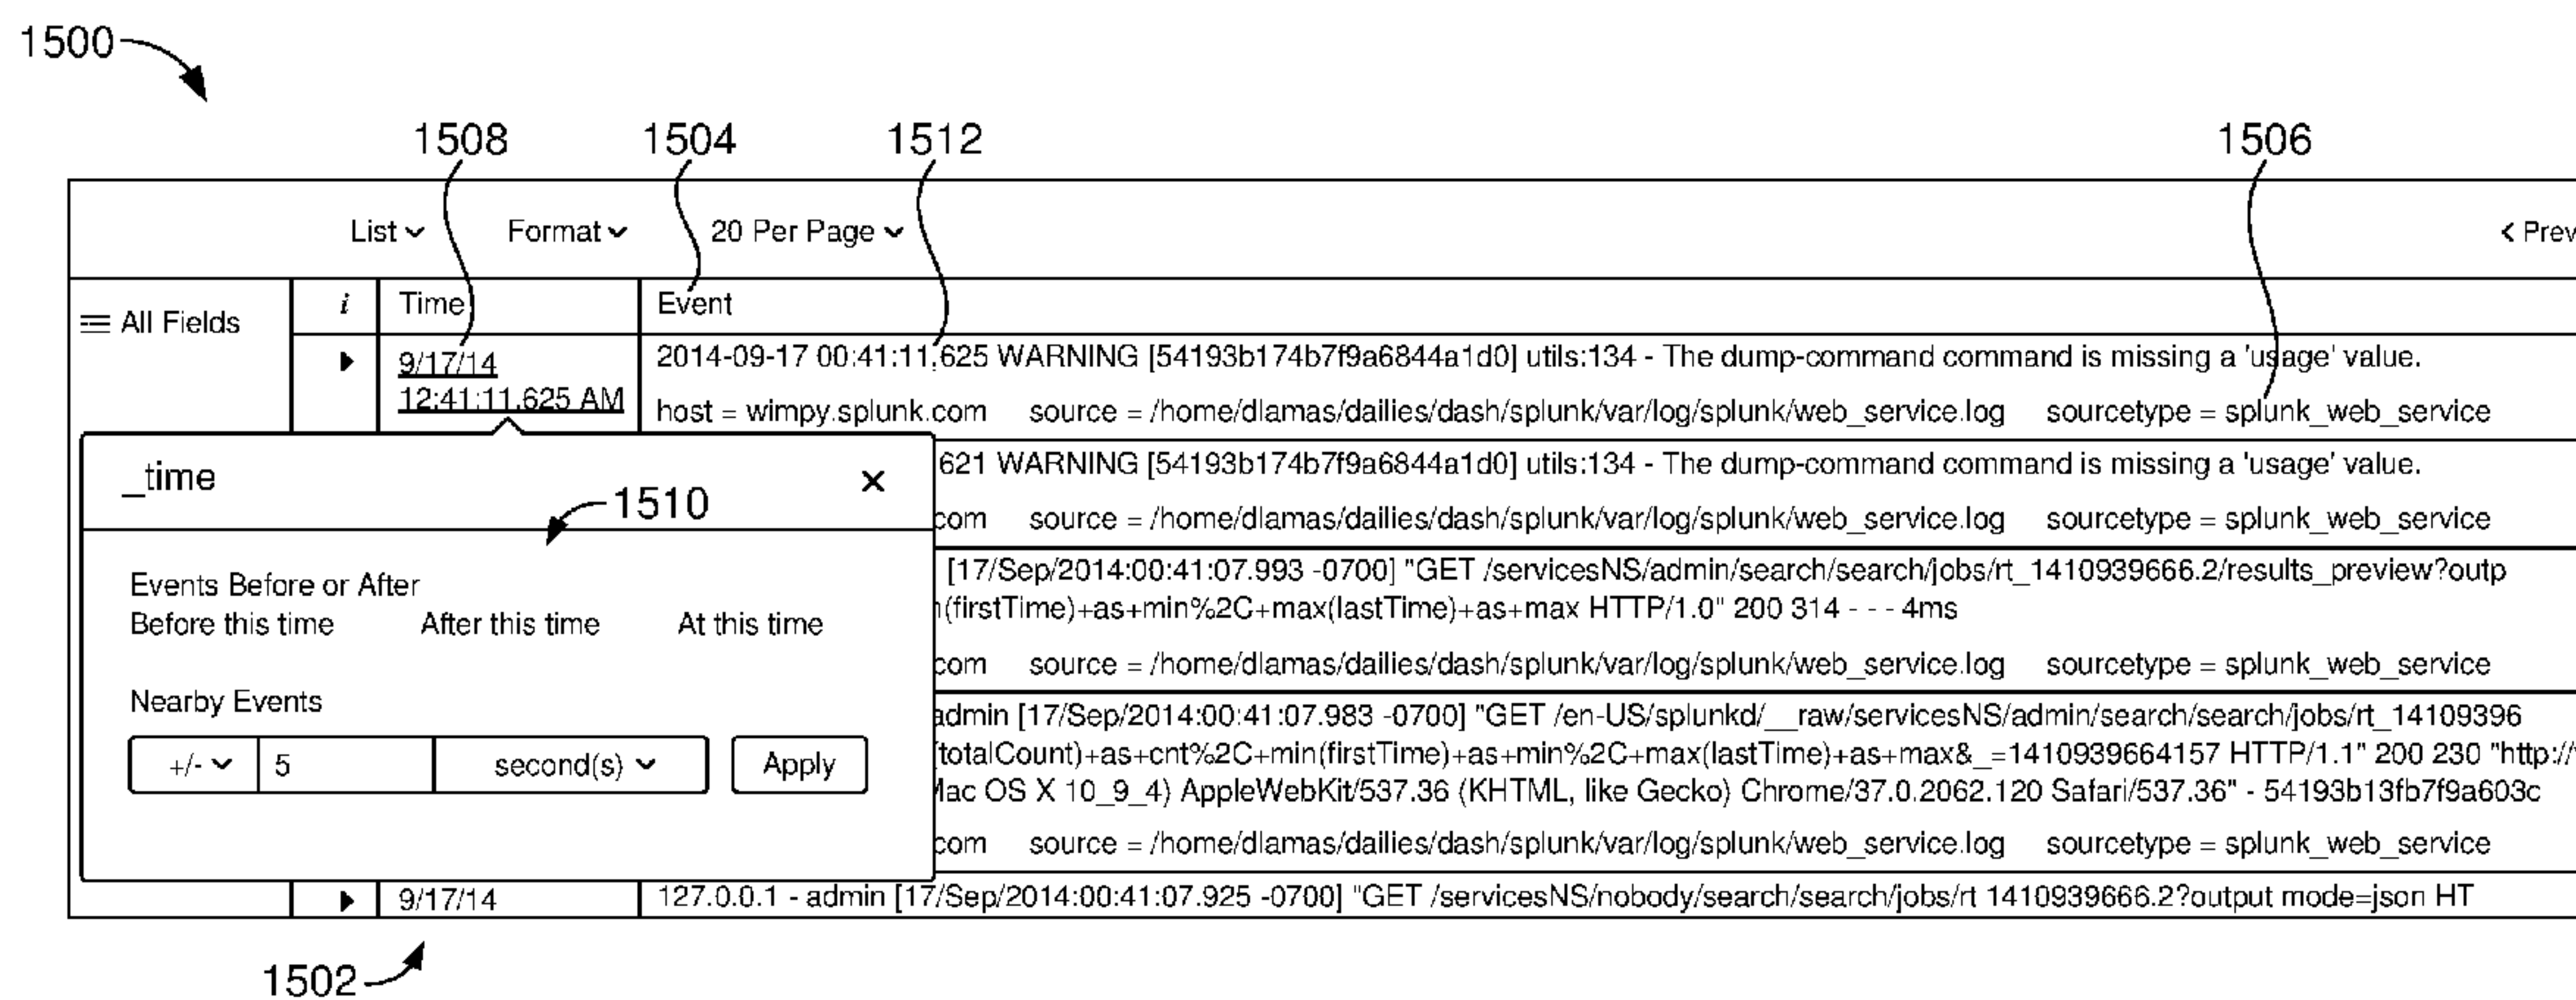 1500
1508 1504 1512 1506
List Format 20 Per Page < Prev
All Fields i Time Event
9/17/14 2014-09-17 00:41:11,625 WARNING [54193b174b7f9a6844a1d0] utils:134 - The dump-command command is missing a 'usage' value.
12:41:11.625 AM host = wimpy.splunk.com source = /home/dlamas/dailies/dash/splunk/var/log/splunk/web_service.log sourcetype = splunk_web_service
621 WARNING [54193b174b7f9a6844a1d0] utils:134 - The dump-command command is missing a 'usage' value.
_time ×
1510 com source = /home/dlamas/dailies/dash/splunk/var/log/splunk/web_service.log sourcetype = splunk_web_service
[17/Sep/2014:00:41:07.993 -0700] "GET /servicesNS/admin/search/search/jobs/rt_1410939666.2/results_preview?outp
Events Before or After (firstTime)+as+min%2C+max(lastTime)+as+max HTTP/1.0" 200 314 - - - 4ms
Before this time After this time At this time
com source = /home/dlamas/dailies/dash/splunk/var/log/splunk/web_service.log sourcetype = splunk_web_service
Nearby Events admin [17/Sep/2014:00:41:07.983 -0700] "GET /en-US/splunkd/__raw/servicesNS/admin/search/search/jobs/rt_14109396
+/- 5 second(s) Apply (totalCount)+as+cnt%2C+min(firstTime)+as+min%2C+max(lastTime)+as+max&_=1410939664157 HTTP/1.1" 200 230 "http://
Mac OS X 10_9_4) AppleWebKit/537.36 (KHTML, like Gecko) Chrome/37.0.2062.120 Safari/537.36" - 54193b13fb7f9a603c
com source = /home/dlamas/dailies/dash/splunk/var/log/splunk/web_service.log sourcetype = splunk_web_service
9/17/14 127.0.0.1 - admin [17/Sep/2014:00:41:07.925 -0700] "GET /servicesNS/nobody/search/search/jobs/rt 1410939666.2?output mode=json HT
1502